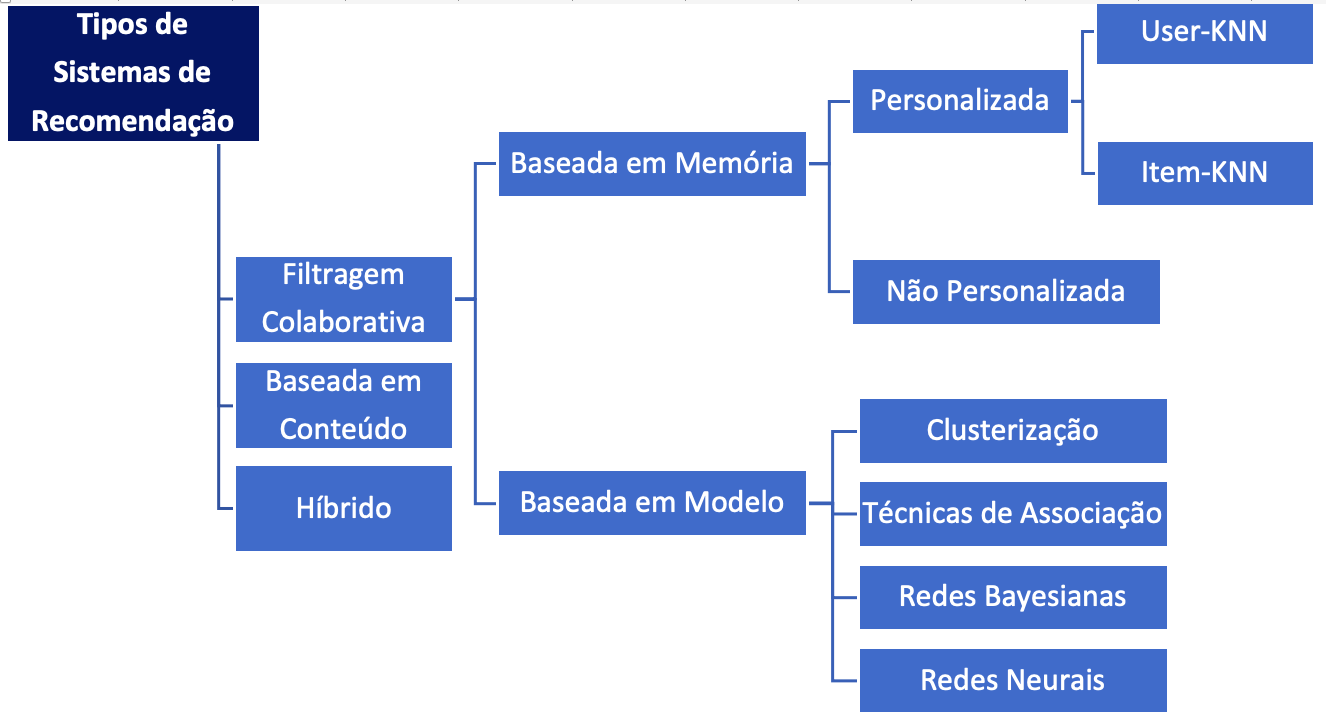 Tipos de
Sistemas de
Recomendação
Filtragem
Colaborativa
Baseada em
Conteúdo
Híbrido
Baseada em Memória
Personalizada
User-KNN
Item-KNN
Não Personalizada
Baseada em Modelo
Clusterização
Técnicas de Associação
Redes Bayesianas
Redes Neurais